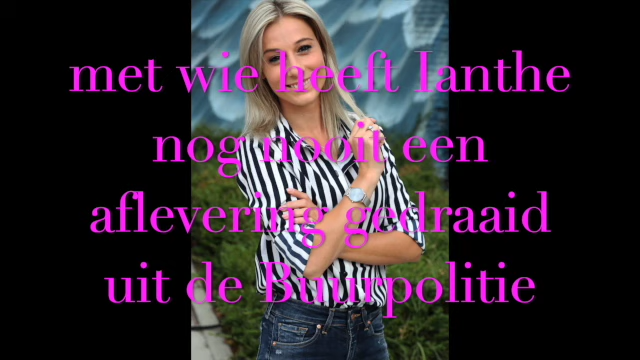 met wie heeft Ianthe
nog nooit een
aflevering gedraaid
uit de Buurpolitie